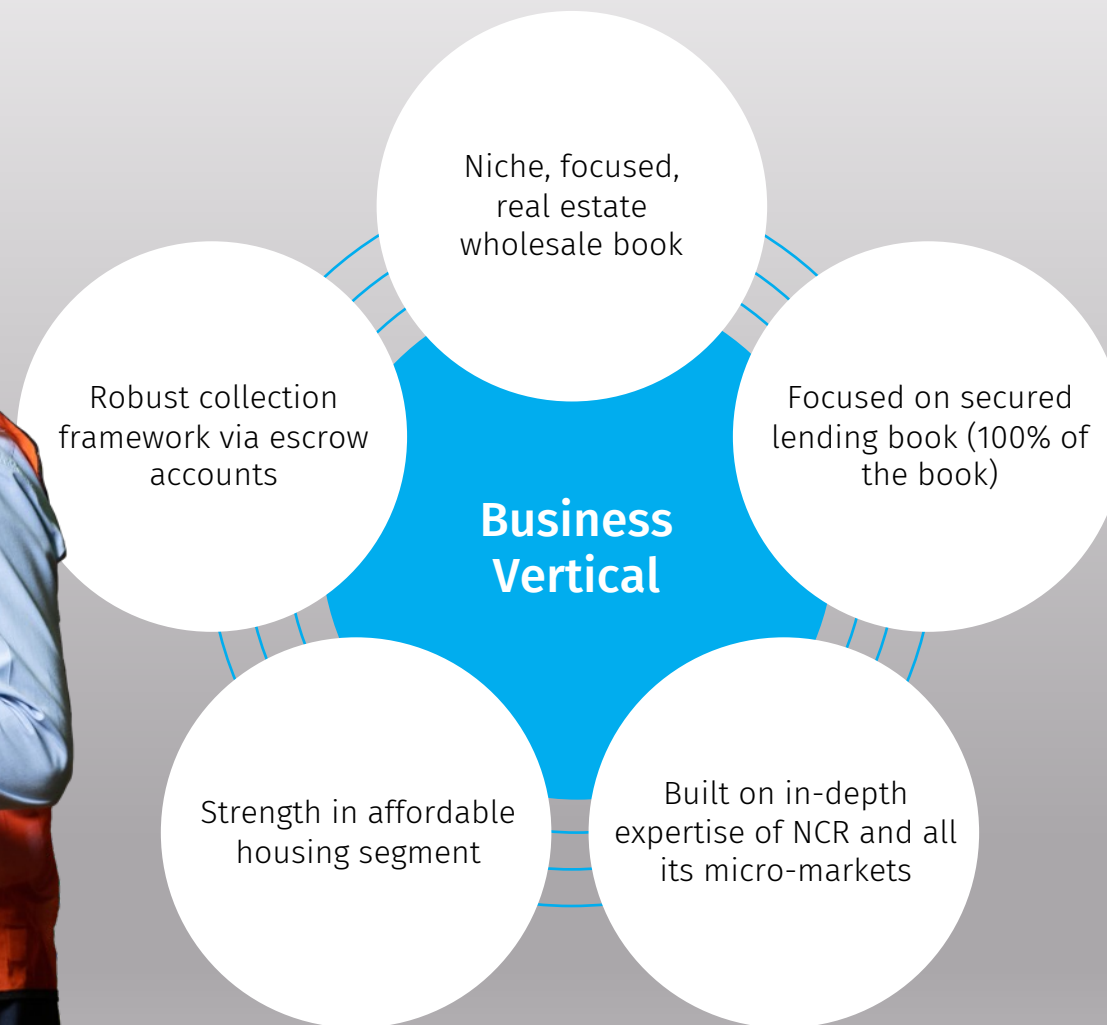 Niche, focused,
real estate
wholesale book
Robust collection
framework via escrow
accounts
Focused on secured
lending book (100% of
the book)
Business
Vertical
Strength in affordable
housing segment
Built on in-depth
expertise of NCR and all
its micro-markets